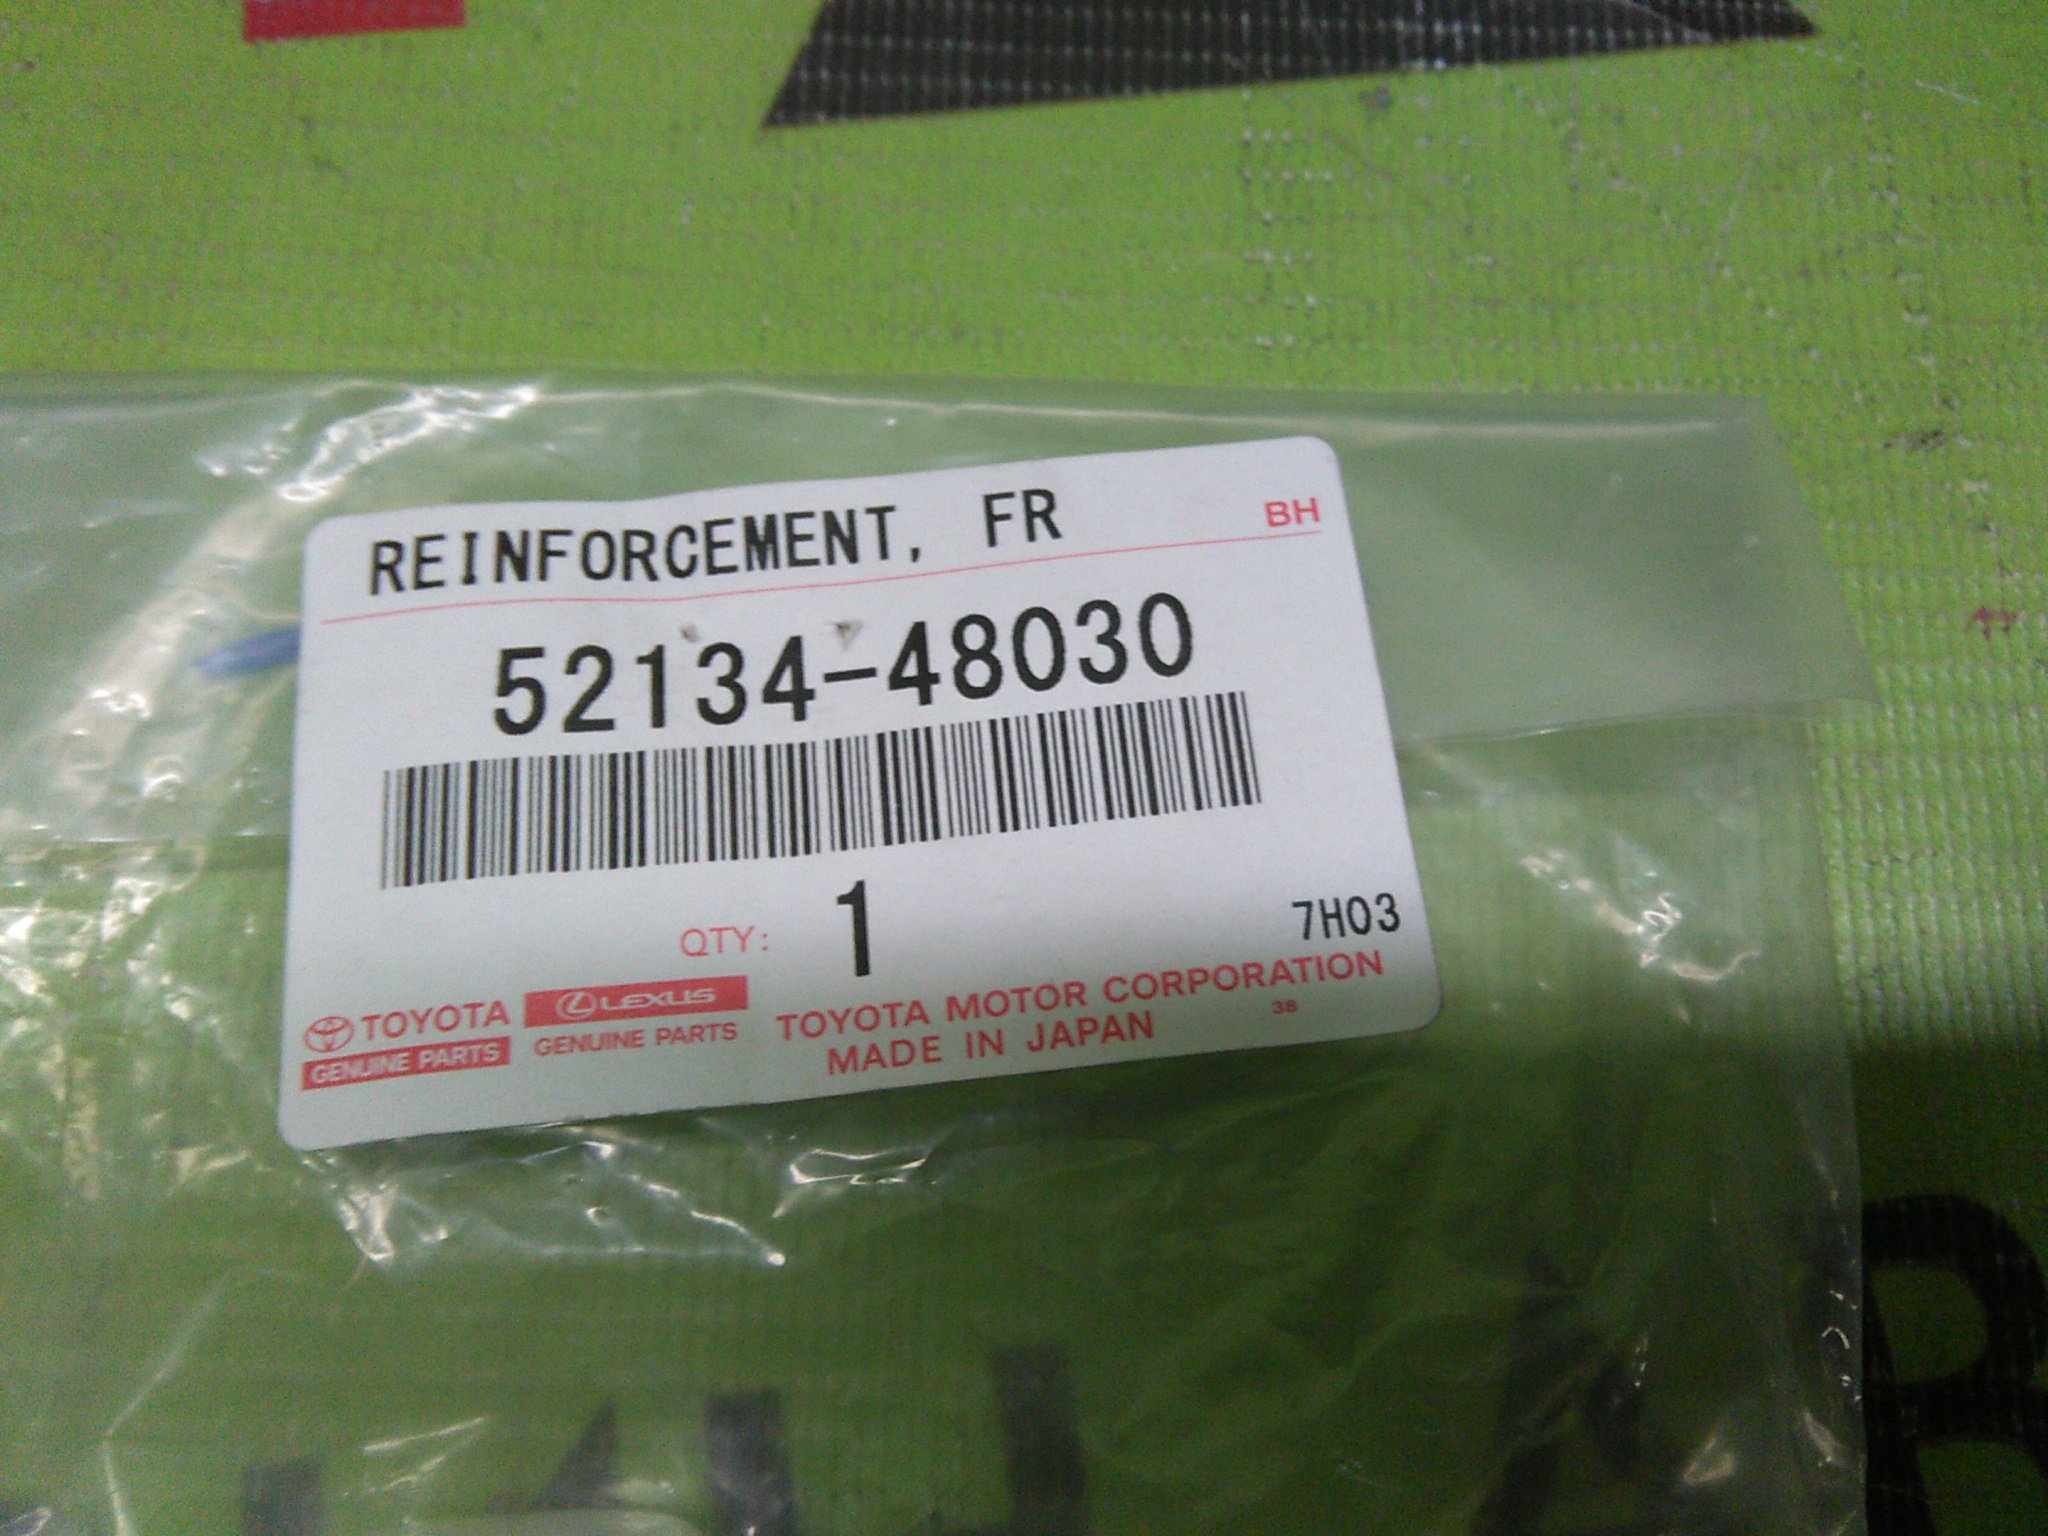 REINFORCEMENT, FR
BH
52134-48030
QTY: 1
7H03
TOYOTA
GENUINE PARTS
LEXUS
GENUINE PARTS
TOYOTA MOTOR CORPORATION
MADE IN JAPAN
38
R